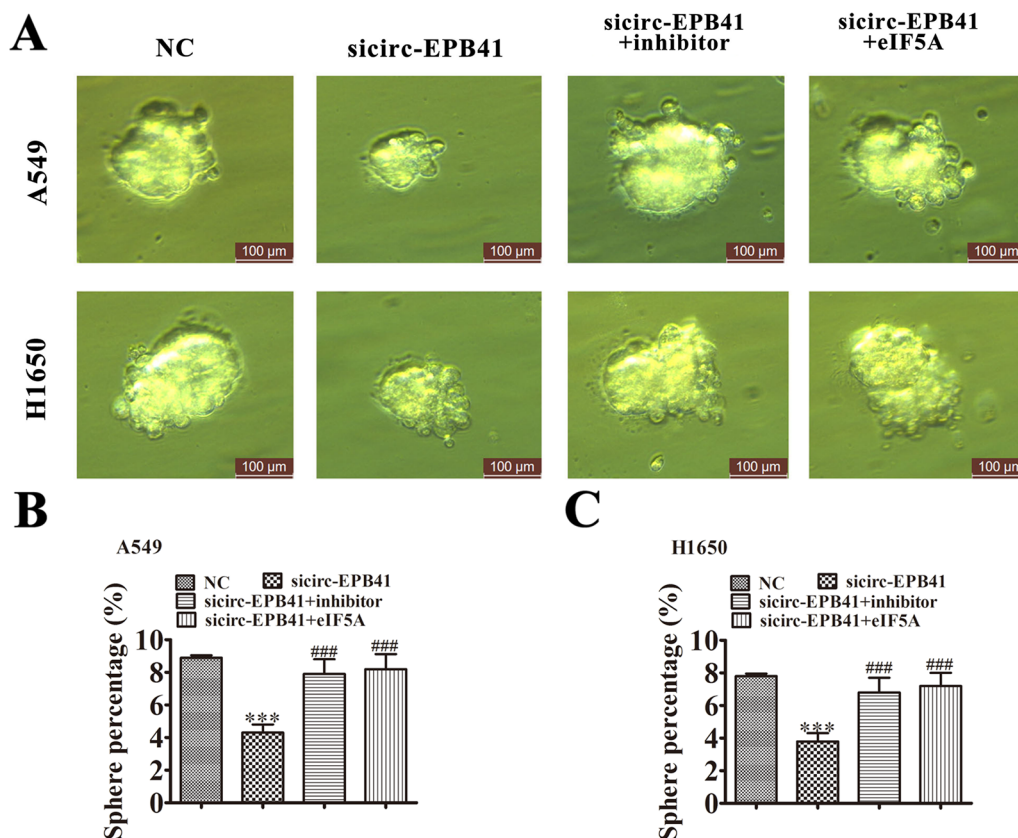 A
NC
sicirc-EPB41
sicirc-EPB41
+inhibitor
sicirc-EPB41
+eIF5A
A549
100 µm
100 µm
100 µm
100 µm
H1650
100 µm
100 µm
100 µm
100 µm
B
A549
NC
sicirc-EPB41
sicirc-EPB41+inhibitor
sicirc-EPB41+eIF5A
Sphere percentage (%)
10
8
6
4
2
0
***
###
###
C
H1650
NC
sicirc-EPB41
sicirc-EPB41+inhibitor
sicirc-EPB41+eIF5A
Sphere percentage (%)
10
8
6
4
2
0
***
###
###